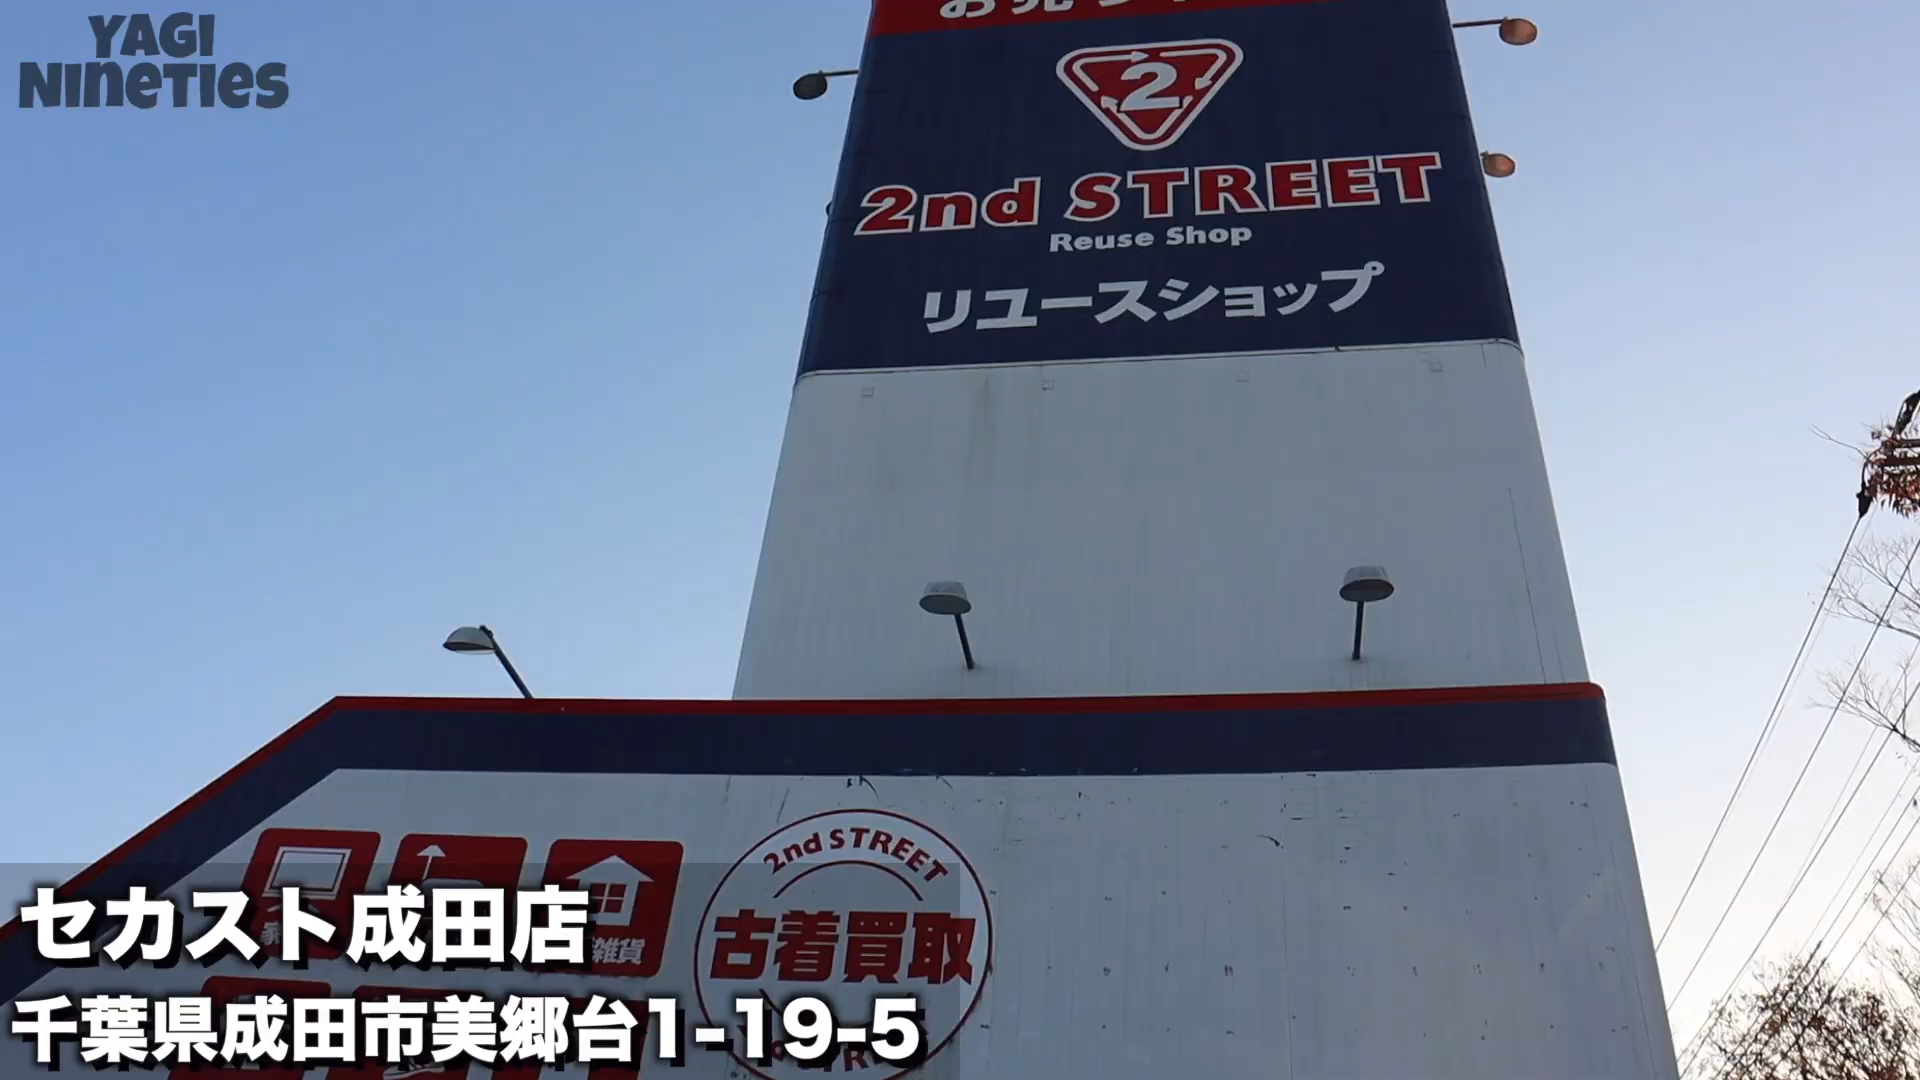 YAGI
NINETIES
2
2nd STREET
Reuse Shop
リユースショップ
2nd STREET
古着買取
雑貨
セカスト成田店
千葉県成田市美郷台1-19-5